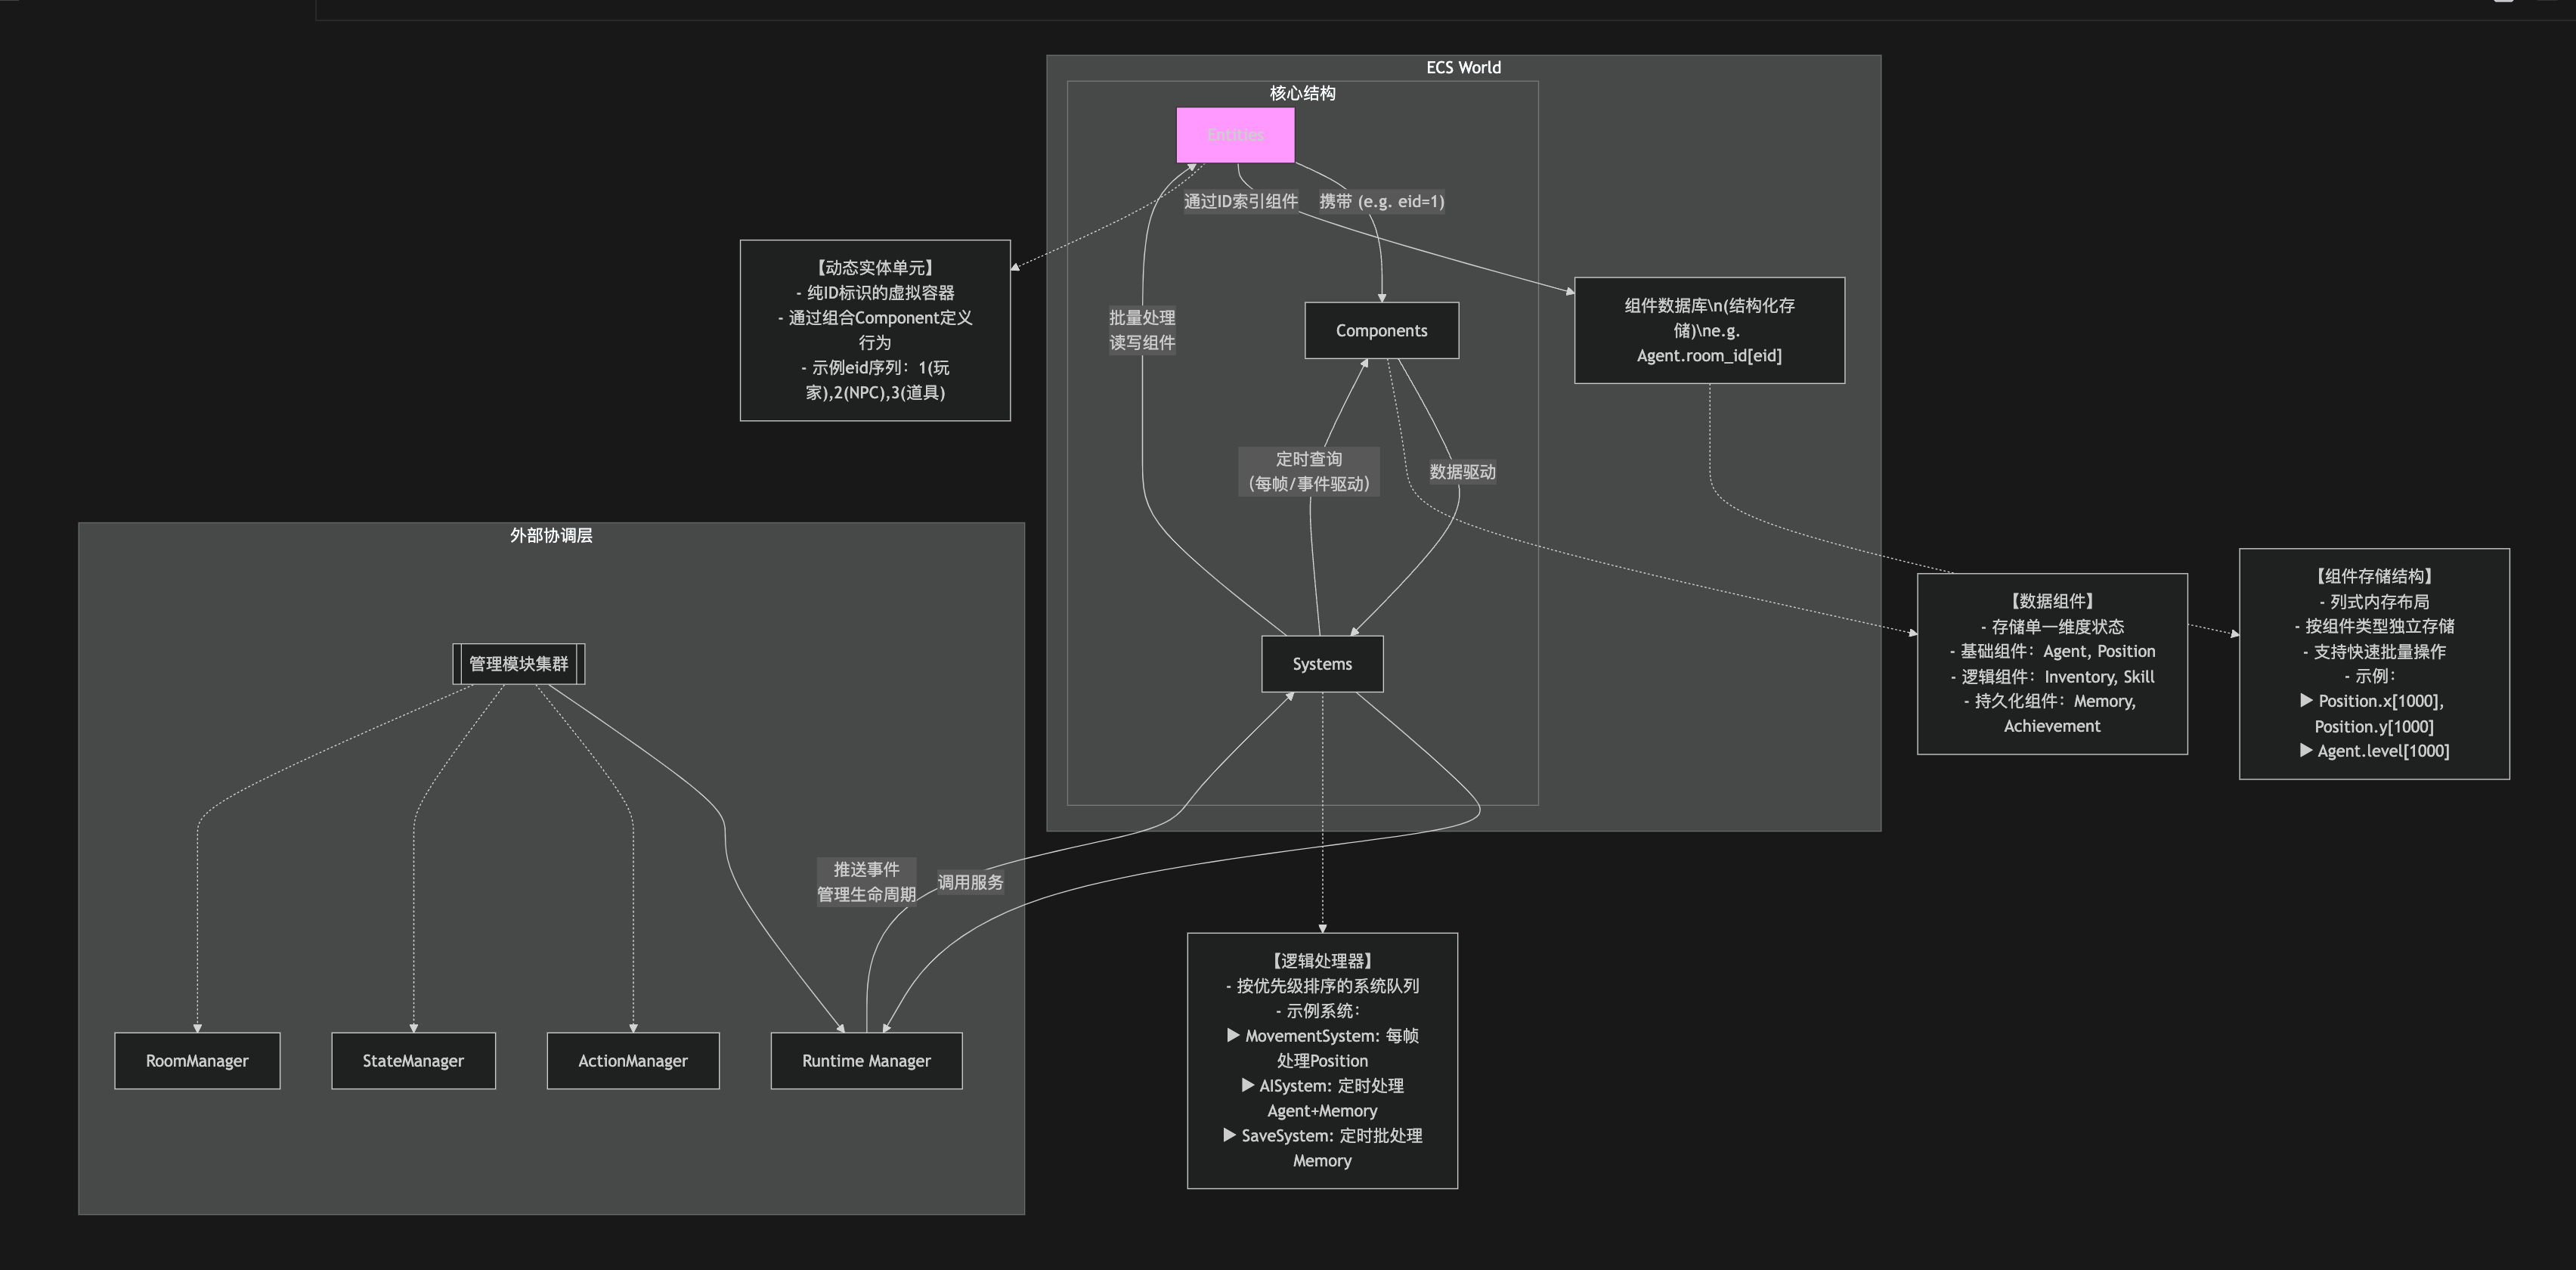 ECS World
核心结构
Entities
通过ID索引组件
携带 (e.g. eid=1)
【动态实体单元】
- 纯ID标识的虚拟容器
- 通过组合Component定义
行为
- 示例eid序列：1(玩
家),2(NPC),3(道具)
批量处理
读写组件
Components
组件数据库\n(结构化存
储)\ne.g.
Agent.room_id[eid]
定时查询
(每帧/事件驱动)
数据驱动
外部协调层
管理模块集群
Systems
【数据组件】
- 存储单一维度状态
- 基础组件：Agent, Position
- 逻辑组件：Inventory, Skill
- 持久化组件：Memory,
Achievement
【组件存储结构】
- 列式内存布局
- 按组件类型独立存储
- 支持快速批量操作
- 示例：
▶ Position.x[1000],
Position.y[1000]
▶ Agent.level[1000]
推送事件
管理生命周期
调用服务
RoomManager
StateManager
ActionManager
Runtime Manager
【逻辑处理器】
- 按优先级排序的系统队列
- 示例系统：
▶ MovementSystem: 每帧
处理Position
▶ AISystem: 定时处理
Agent+Memory
▶ SaveSystem: 定时批处理
Memory